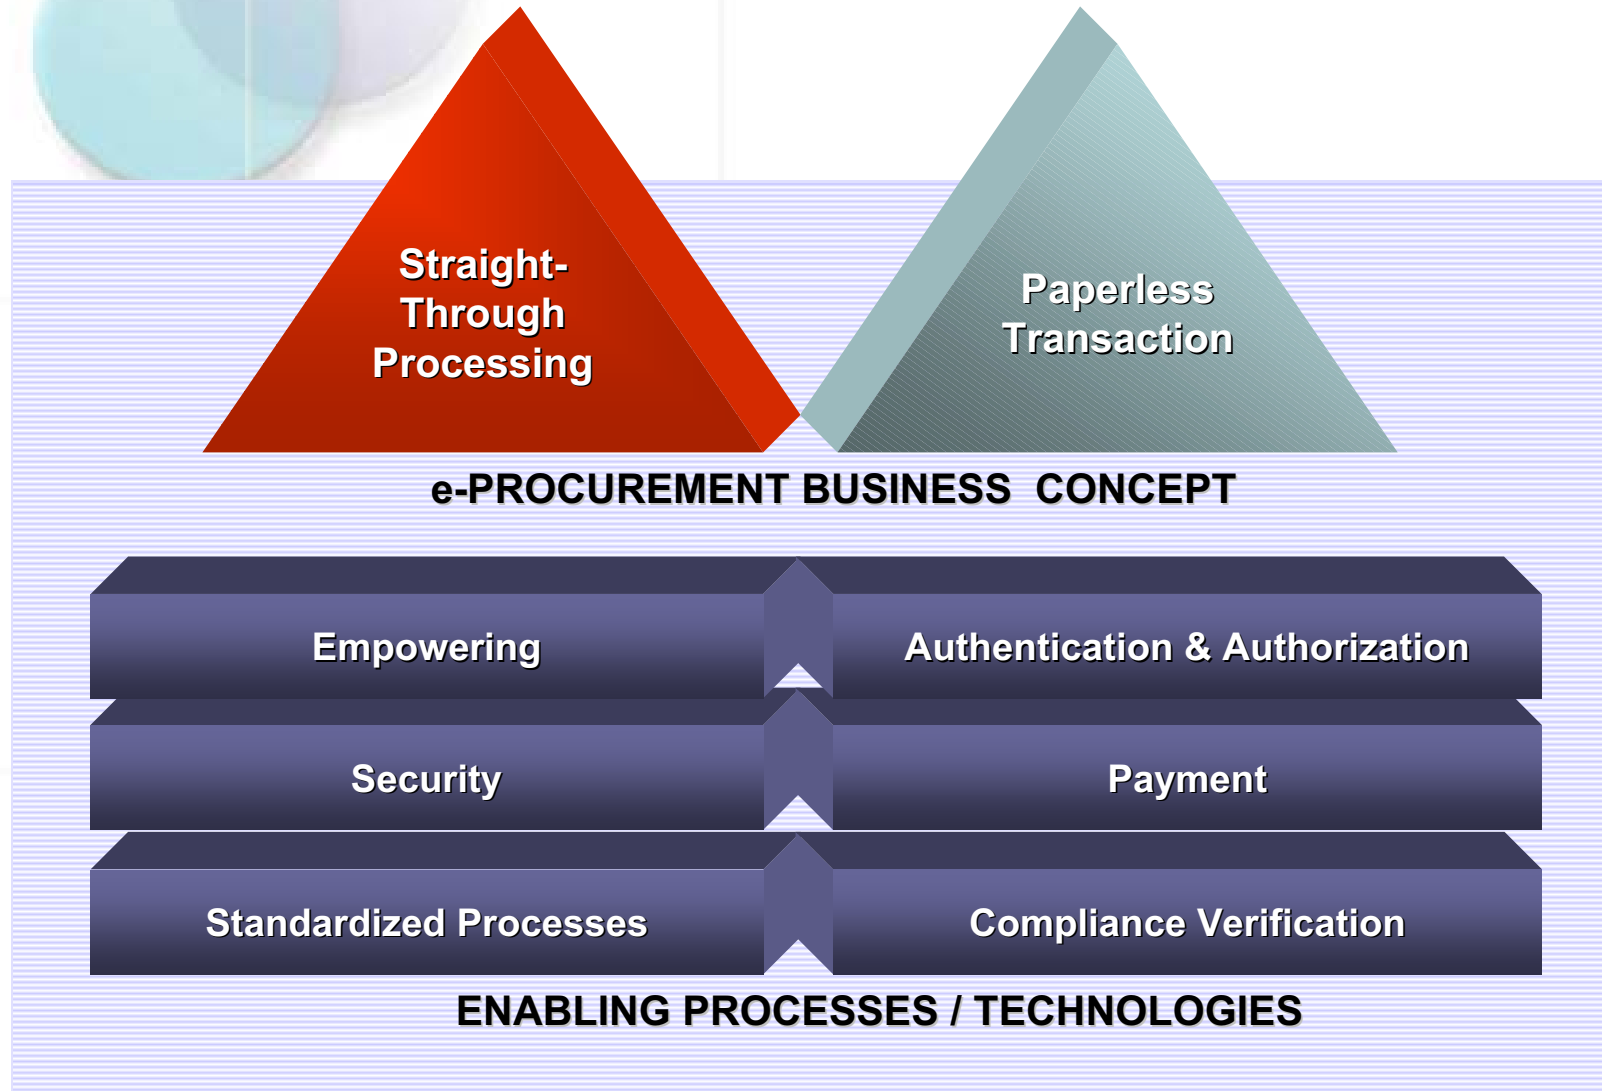 Straight-
Through
Processing
Paperless
Transaction
e-PROCUREMENT BUSINESS  CONCEPT
Empowering
Authentication & Authorization
Security
Payment
Standardized Processes
Compliance Verification
ENABLING PROCESSES / TECHNOLOGIES